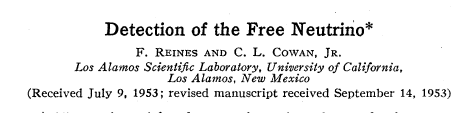 Detection of the Free Neutrino*
F. REINES AND C. L. COWAN, JR.
Los Alamos Scientific Laboratory, University of California,
Los Alamos, New Mexico
(Received July 9, 1953; revised manuscript received September 14, 1953)